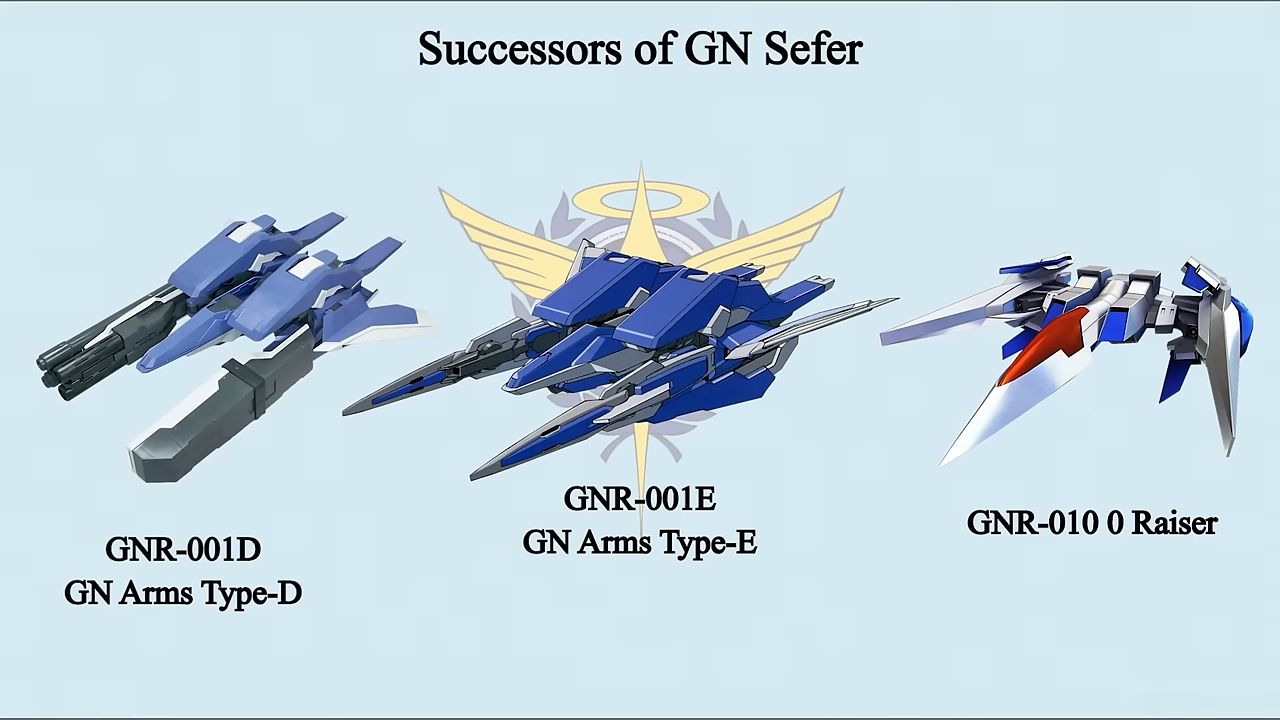 Successors of GN Sefer
GNR-001D
GN Arms Type-D
GNR-001E
GN Arms Type-E
GNR-010 0 Raiser